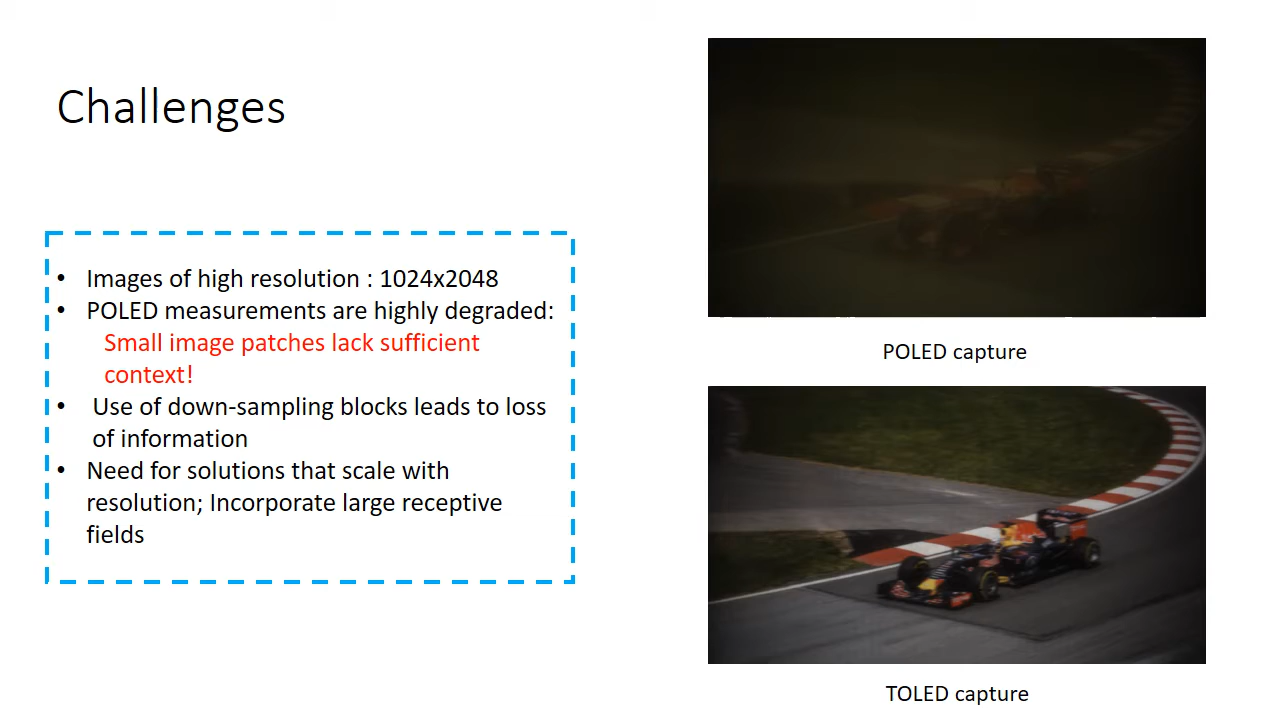 Challenges
• Images of high resolution : 1024x2048
• POLED measurements are highly degraded:
Small image patches lack sufficient
context!
• Use of down-sampling blocks leads to loss
of information
• Need for solutions that scale with
resolution; Incorporate large receptive
fields
POLED capture
TOLED capture